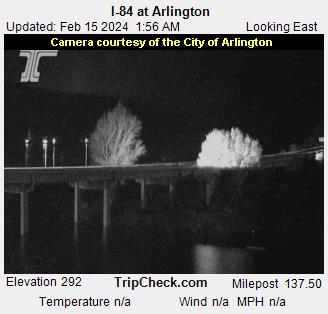 I-84 at Arlington
Updated: Feb 15 2024 1:56 AM Looking East
Camera courtesy of the City of Arlington
Elevation 292 TripCheck.com Milepost 137.50
Temperature n/a Wind n/a MPH n/a